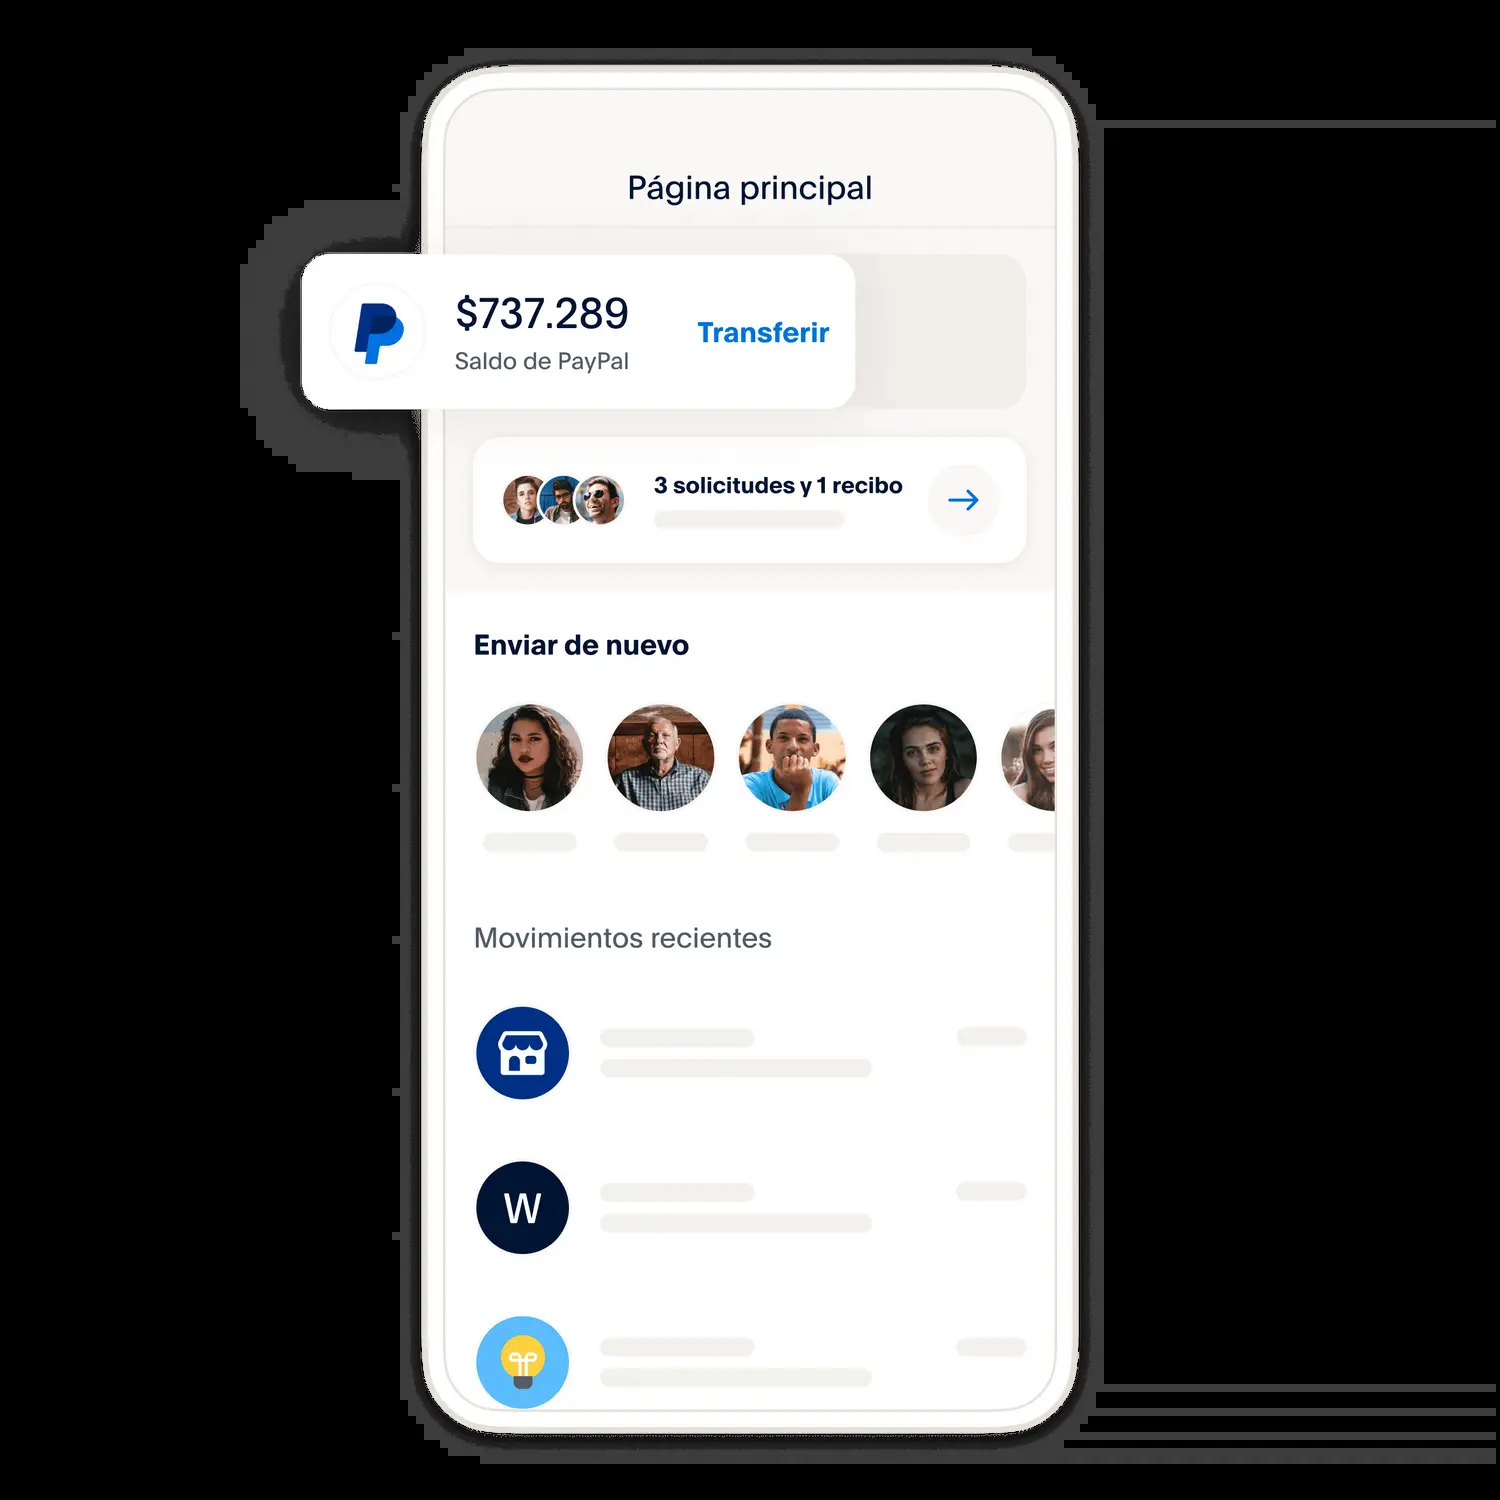 Página principal
$737.289
Saldo de PayPal
Transferir
3 solicitudes y 1 recibo
Enviar de nuevo
Movimientos recientes
W